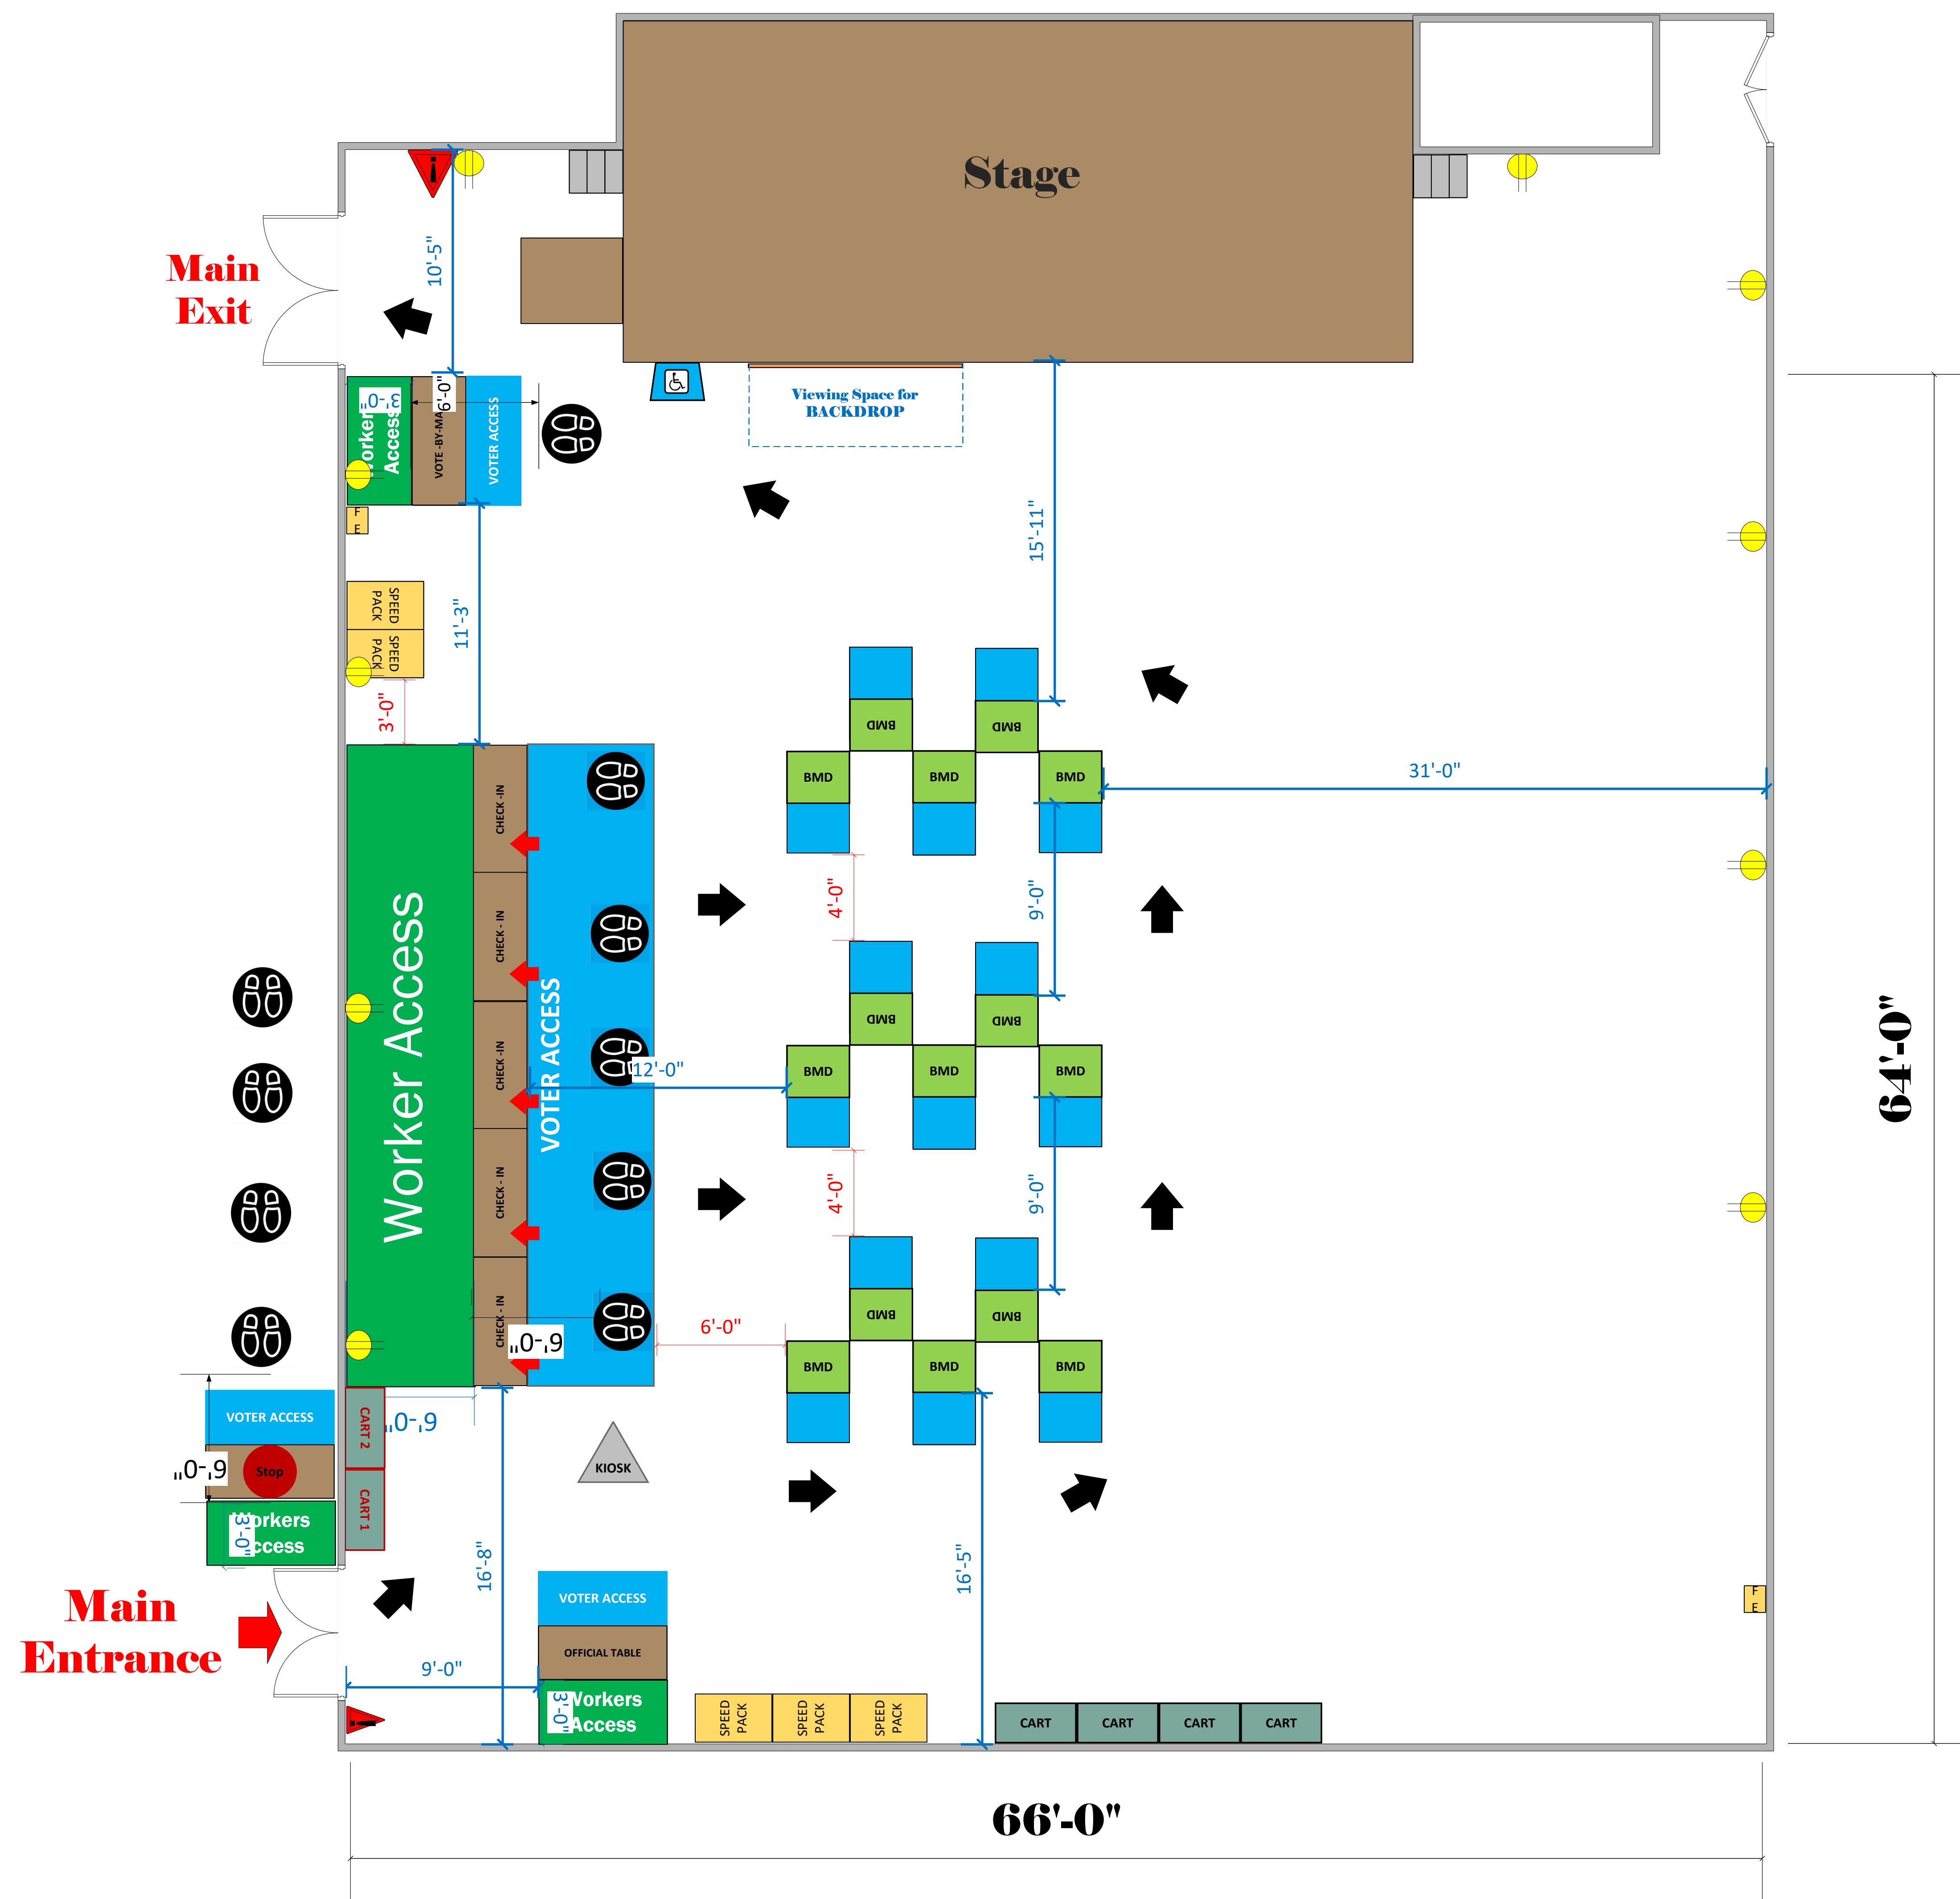 Stage
Main
Exit
10'-5"
3'-0"
6'-0"
Access
VOTER ACCESS
Viewing Space for
BACKDROP
F
E
SPEED
PACK
SPEED
PACK
11'-3"
15'-11"
3'-0"
BMD
BMD
BMD
BMD
BMD
31'-0"
CHECK -IN
CHECK - IN
CHECK -IN
CHECK - IN
CHECK - IN
Worker Access
VOTER ACCESS
4'-0"
9'-0"
12'-0"
BMD
BMD
BMD
BMD
BMD
64'-0"
4'-0"
9'-0"
6'-0"
6'-0"
BMD
BMD
BMD
BMD
BMD
VOTER ACCESS
CART 2
6'-0"
6'-0"
Stop
KIOSK
CART 1
3'-0"
16'-8"
16'-5"
Main
Entrance
VOTER ACCESS
OFFICIAL TABLE
9'-0"
3'-0"
Workers
Access
SPEED
PACK
SPEED
PACK
SPEED
PACK
CART
CART
CART
CART
F
E
66'-0"